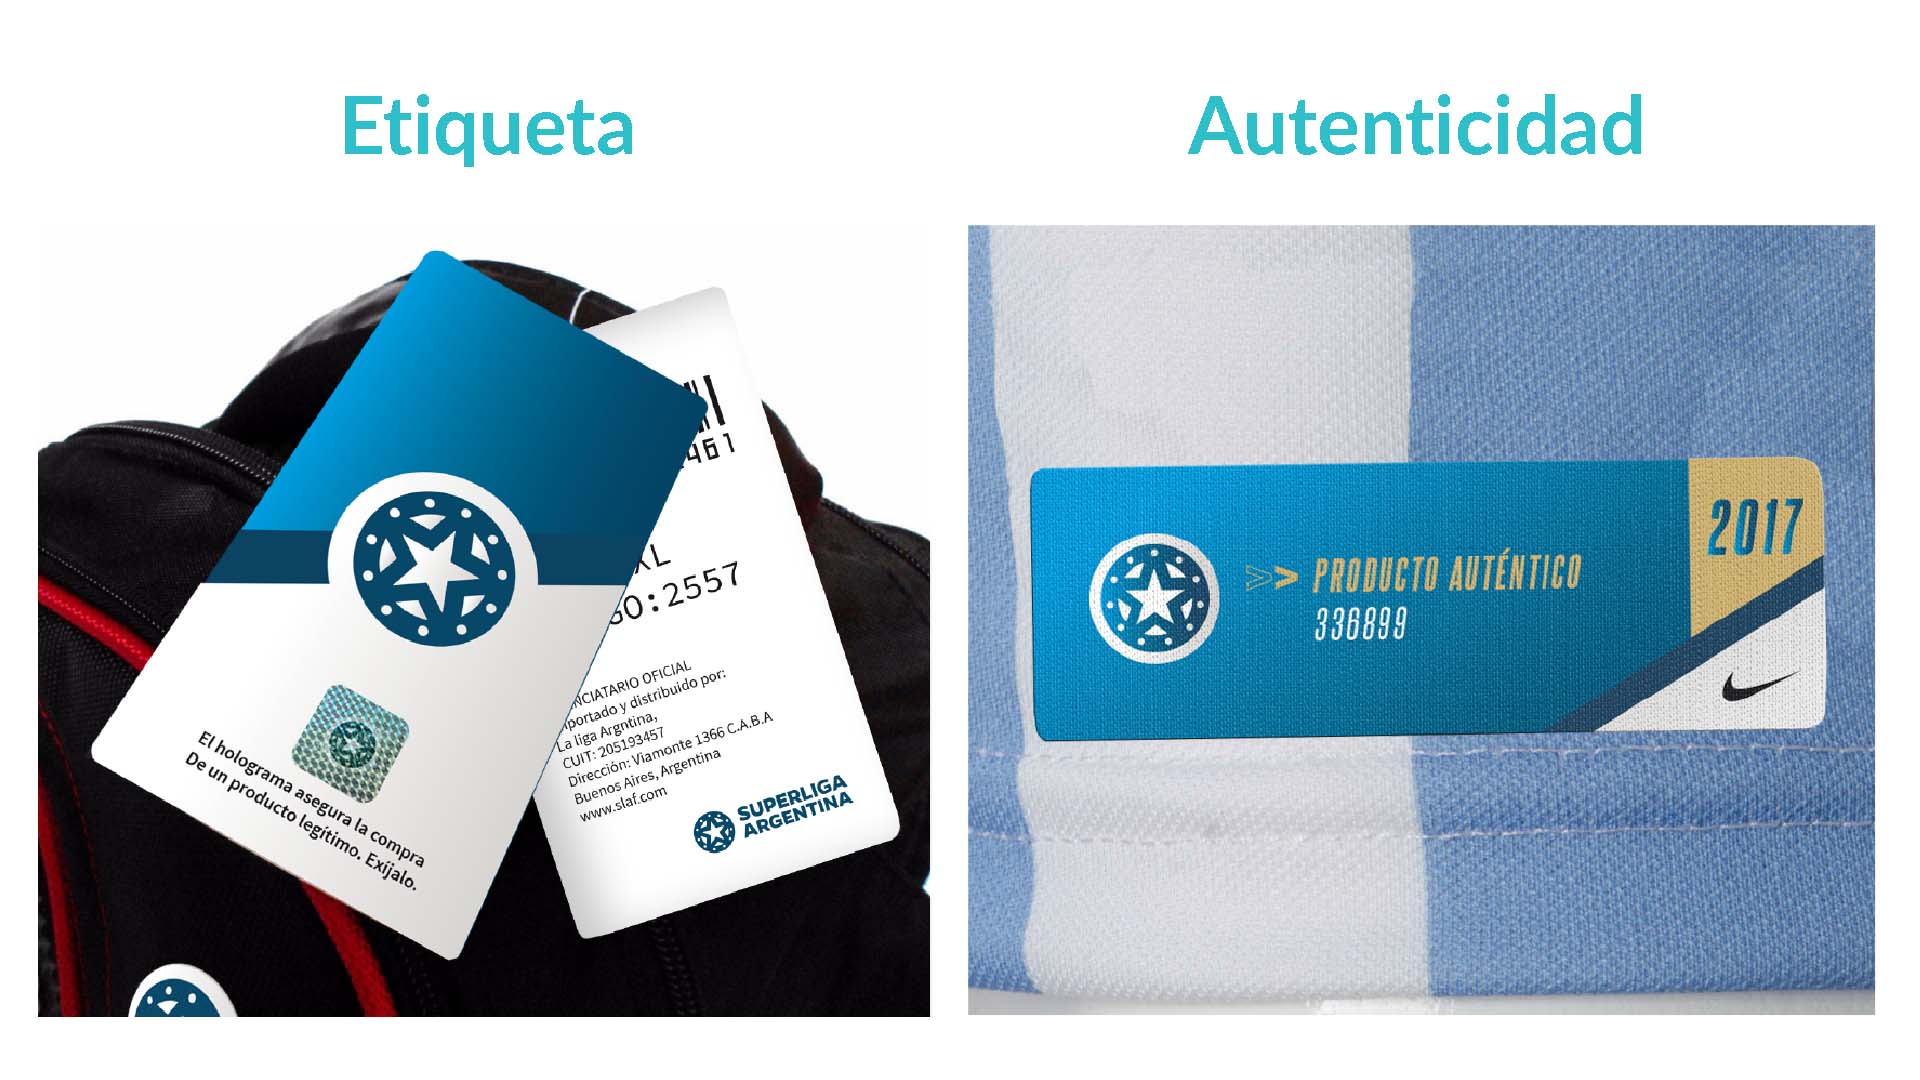 Etiqueta
Autenticidad
461
XL
GO:2557
NCIATARIO OFICIAL
portado y distribuido por:
La liga Argntina,
CUIT: 205193457
Dirección: Viamonte 1366 C.A.B.A
Buenos Aires, Argentina
www.slaf.com
SUPERLIGA
ARGENTINA
El holograma asegura la compra
De un producto legítimo. Exíjalo.
2017
>> PRODUCTO AUTÉNTICO
336899